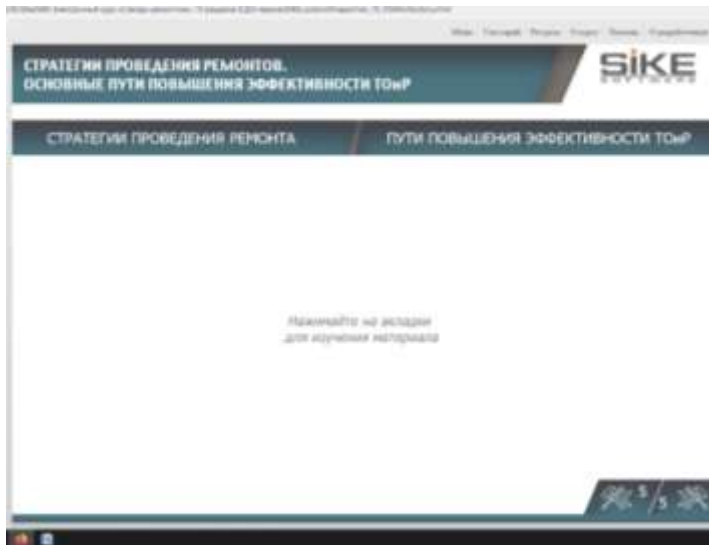 СТРАТЕГИИ ПРОВЕДЕНИЯ РЕМОНТОВ.
ОСНОВНЫЕ ПУТИ ПОВЫШЕНИЯ ЭФФЕКТИВНОСТИ ТОиР
SIKE
SOFTWARE
СТРАТЕГИИ ПРОВЕДЕНИЯ РЕМОНТА
ПУТИ ПОВЫШЕНИЯ ЭФФЕКТИВНОСТИ ТОиР
Нажимайте на вкладки
для изучения материала
5/5